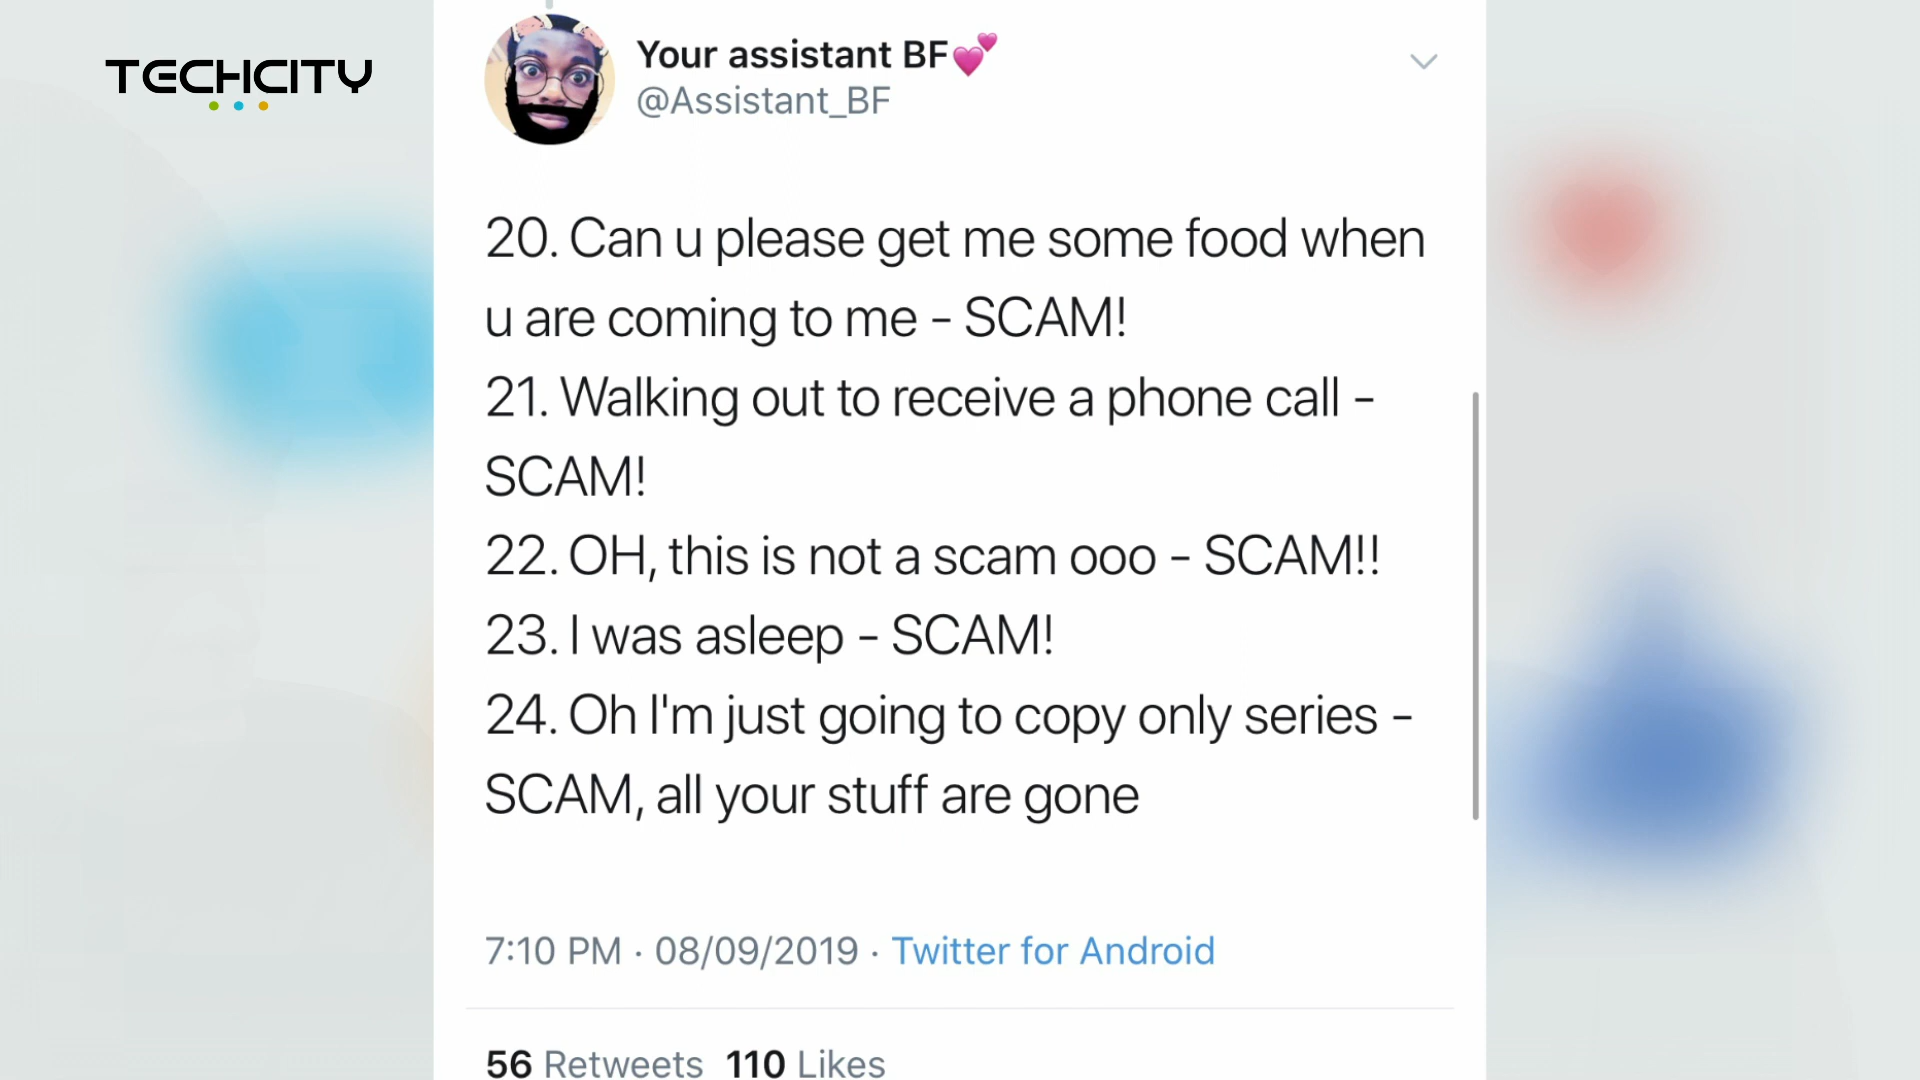 TECHCITY
Your assistant BF
@Assistant_BF
20. Can u please get me some food when
u are coming to me - SCAM!
21. Walking out to receive a phone call -
SCAM!
22. OH, this is not a scam ooo - SCAM!!
23. I was asleep - SCAM!
24. Oh I'm just going to copy only series -
SCAM, all your stuff are gone
7:10 PM · 08/09/2019 · Twitter for Android
56 Retweets 110 Likes